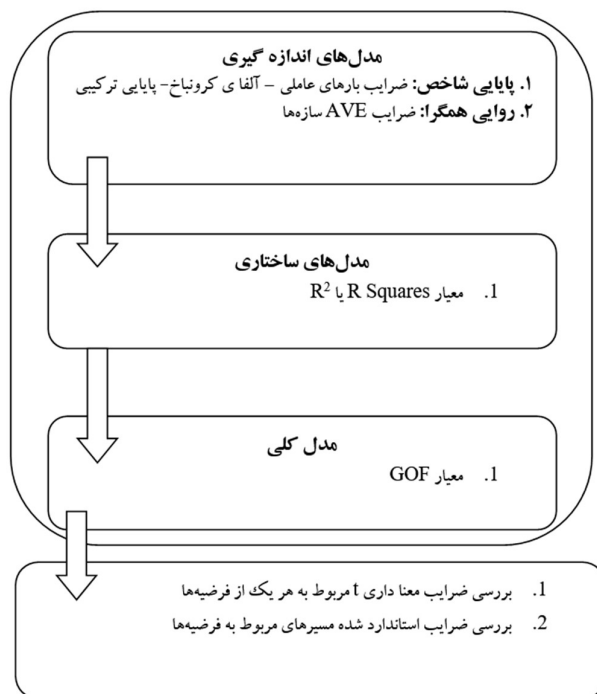 مدل‌های اندازه گیری
۱. پایایی شاخص: ضرایب بارهای عاملی – آلفا ی کرونباخ- پایایی ترکیبی
۲. روایی همگرا: ضرایب AVE سازه‌ها
مدل‌های ساختاری
1. معیار R Squares یا R²
مدل کلی
1. معیار GOF
1. بررسی ضرایب معنا داری t مربوط به هر یک از فرضیه‌ها
2. بررسی ضرایب استاندارد شده مسیرهای مربوط به فرضیه‌ها